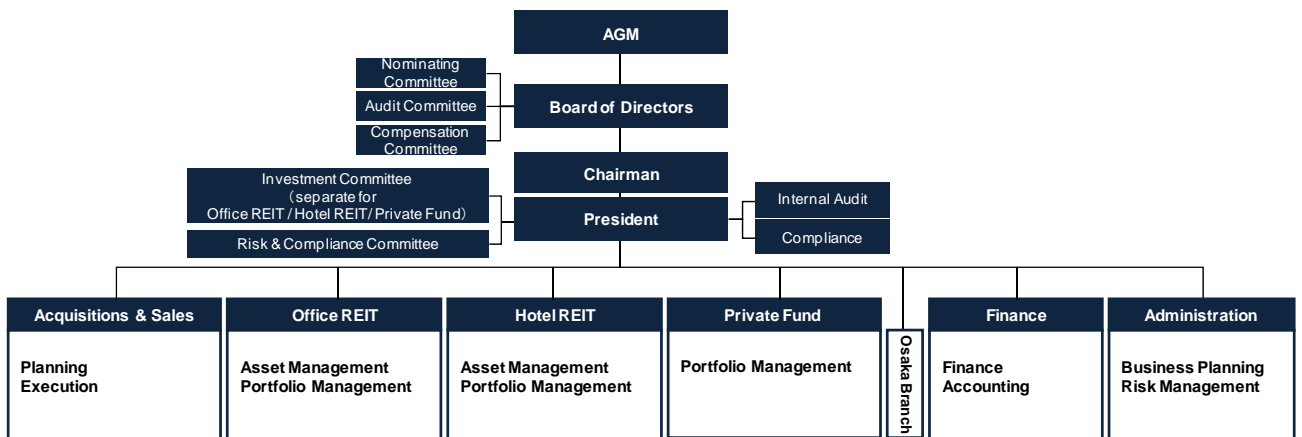 AGM
Nominating
Committee
Audit Committee
Compensation
Committee
Board of Directors
Chairman
Investment Committee
（separate for
Office REIT / Hotel REIT/ Private Fund）
Risk & Compliance Committee
President
Internal Audit
Compliance
Acquisitions & Sales
Planning
Execution
Office REIT
Asset Management
Portfolio Management
Hotel REIT
Asset Management
Portfolio Management
Private Fund
Portfolio Management
Osaka Branch
Finance
Finance
Accounting
Administration
Business Planning
Risk Management